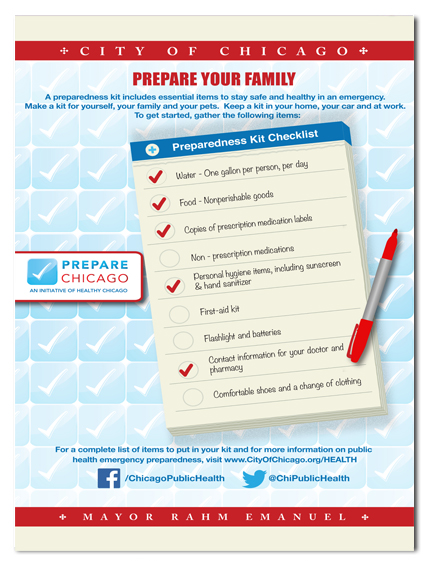 CITY OF CHICAGO
PREPARE YOUR FAMILY
A preparedness kit includes essential items to stay safe and healthy in an emergency.
Make a kit for yourself, your family and your pets. Keep a kit in your home, your car and at work.
To get started, gather the following items:
Preparedness Kit Checklist
Water - One gallon per person, per day
Food - Nonperishable goods
Copies of prescription medication labels
Non - prescription medications
Personal hygiene items, including sunscreen
& hand sanitizer
First-aid kit
Flashlight and batteries
Contact information for your doctor and
pharmacy
Comfortable shoes and a change of clothing
PREPARE
CHICAGO
AN INITIATIVE OF HEALTHY CHICAGO
For a complete list of items to put in your kit and for more information on public
health emergency preparedness, visit www.CityOfChicago.org/HEALTH
/ChicagoPublicHealth
@ChiPublicHealth
MAYOR RAHM EMANUEL